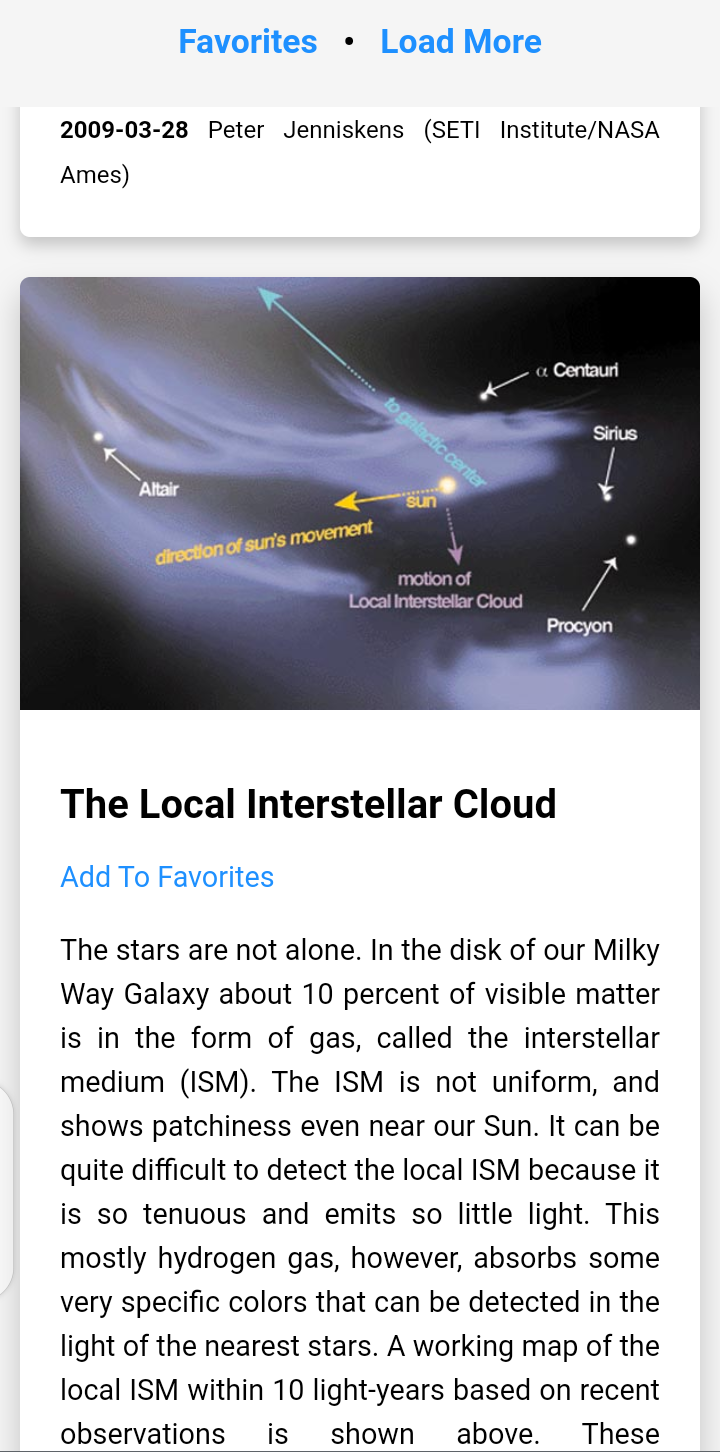 Favorites • Load More
2009-03-28 Peter Jenniskens (SETI Institute/NASA
Ames)
to galactic center
α Centauri
Sirius
Altair
sun
direction of sun's movement
motion of
Local Interstellar Cloud
Procyon
The Local Interstellar Cloud
Add To Favorites
The stars are not alone. In the disk of our Milky
Way Galaxy about 10 percent of visible matter
is in the form of gas, called the interstellar
medium (ISM). The ISM is not uniform, and
shows patchiness even near our Sun. It can be
quite difficult to detect the local ISM because it
is so tenuous and emits so little light. This
mostly hydrogen gas, however, absorbs some
very specific colors that can be detected in the
light of the nearest stars. A working map of the
local ISM within 10 light-years based on recent
observations is shown above. These